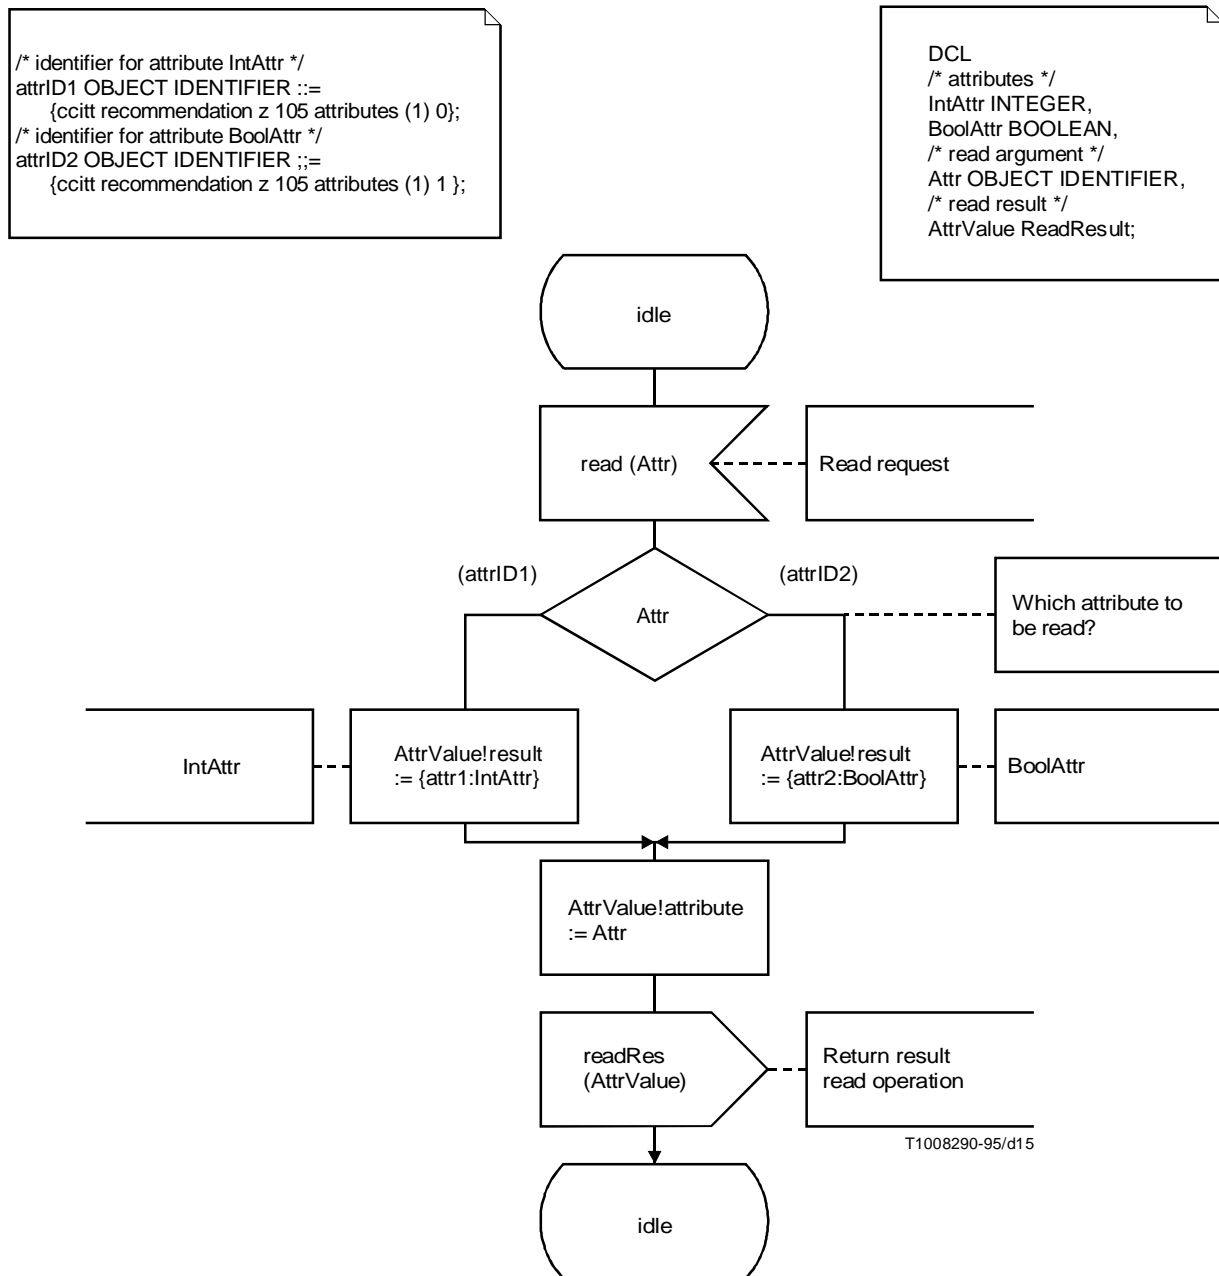 /* identifier for attribute IntAttr */
attrID1 OBJECT IDENTIFIER ::=
{ccitt recommendation z 105 attributes (1) 0};
/* identifier for attribute BoolAttr */
attrID2 OBJECT IDENTIFIER ;;=
{ccitt recommendation z 105 attributes (1) 1 };
DCL
/* attributes */
IntAttr INTEGER,
BoolAttr BOOLEAN,
/* read argument */
Attr OBJECT IDENTIFIER,
/* read result */
AttrValue ReadResult;
idle
read (Attr)
Read request
(attrID1)
(attrID2)
Attr
Which attribute to
be read?
IntAttr
AttrValue!result
:= {attr1:IntAttr}
AttrValue!result
:= {attr2:BoolAttr}
BoolAttr
AttrValue!attribute
:= Attr
readRes
(AttrValue)
Return result
read operation
T1008290-95/d15
idle